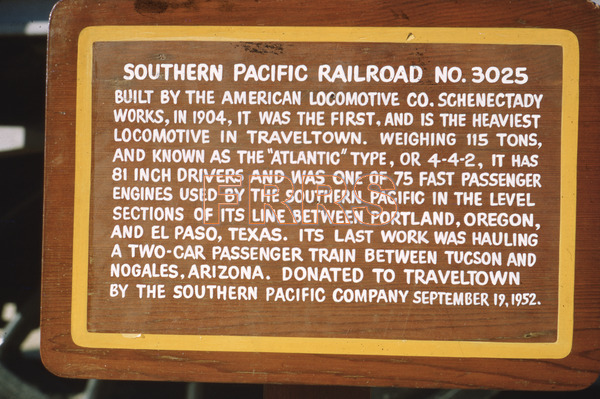 SOUTHERN PACIFIC RAILROAD NO. 3025
BUILT BY THE AMERICAN LOCOMOTIVE CO. SCHENECTADY
WORKS, IN 1904, IT WAS THE FIRST, AND IS THE HEAVIEST
LOCOMOTIVE IN TRAVELTOWN. WEIGHING 115 TONS,
AND KNOWN AS THE "ATLANTIC" TYPE, OR 4-4-2, IT HAS
81 INCH DRIVERS AND WAS ONE OF 75 FAST PASSENGER
ENGINES USED BY THE SOUTHERN PACIFIC IN THE LEVEL
SECTIONS OF ITS LINE BETWEEN PORTLAND, OREGON,
AND EL PASO, TEXAS. ITS LAST WORK WAS HAULING
A TWO-CAR PASSENGER TRAIN BETWEEN TUCSON AND
NOGALES, ARIZONA. DONATED TO TRAVELTOWN
BY THE SOUTHERN PACIFIC COMPANY SEPTEMBER 19, 1952.